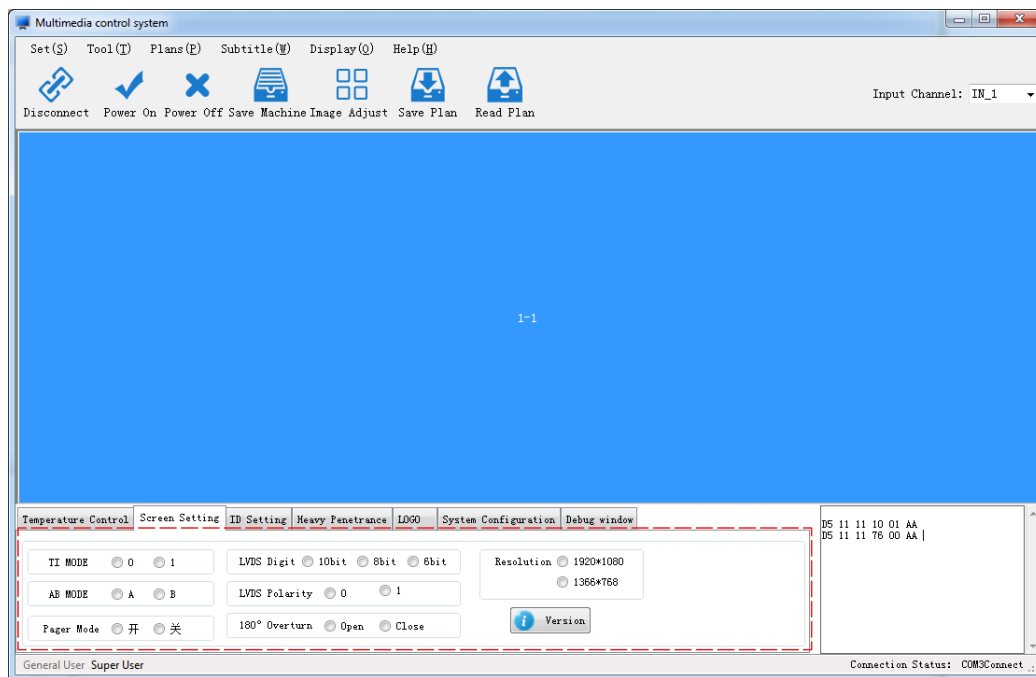 Multimedia control system
Set(S) Tool(T) Plans(P) Subtitle(W) Display(O) Help(H)
Disconnect Power On Power Off Save Machine Image Adjust Save Plan Read Plan
Input Channel: IN_1
1-1
Temperature Control Screen Setting ID Setting Heavy Penetrance LOGO System Configuration Debug window
D5 11 11 10 01 AA
D5 11 11 76 00 AA
TI MODE 0 1 LVDS Digit 10bit 8bit 6bit Resolution 1920*1080
1366*768
AB MODE A B LVDS Polarity 0 1
Pager Mode 开 关 180° Overturn Open Close Version
General User Super User Connection Status: COM3Connect